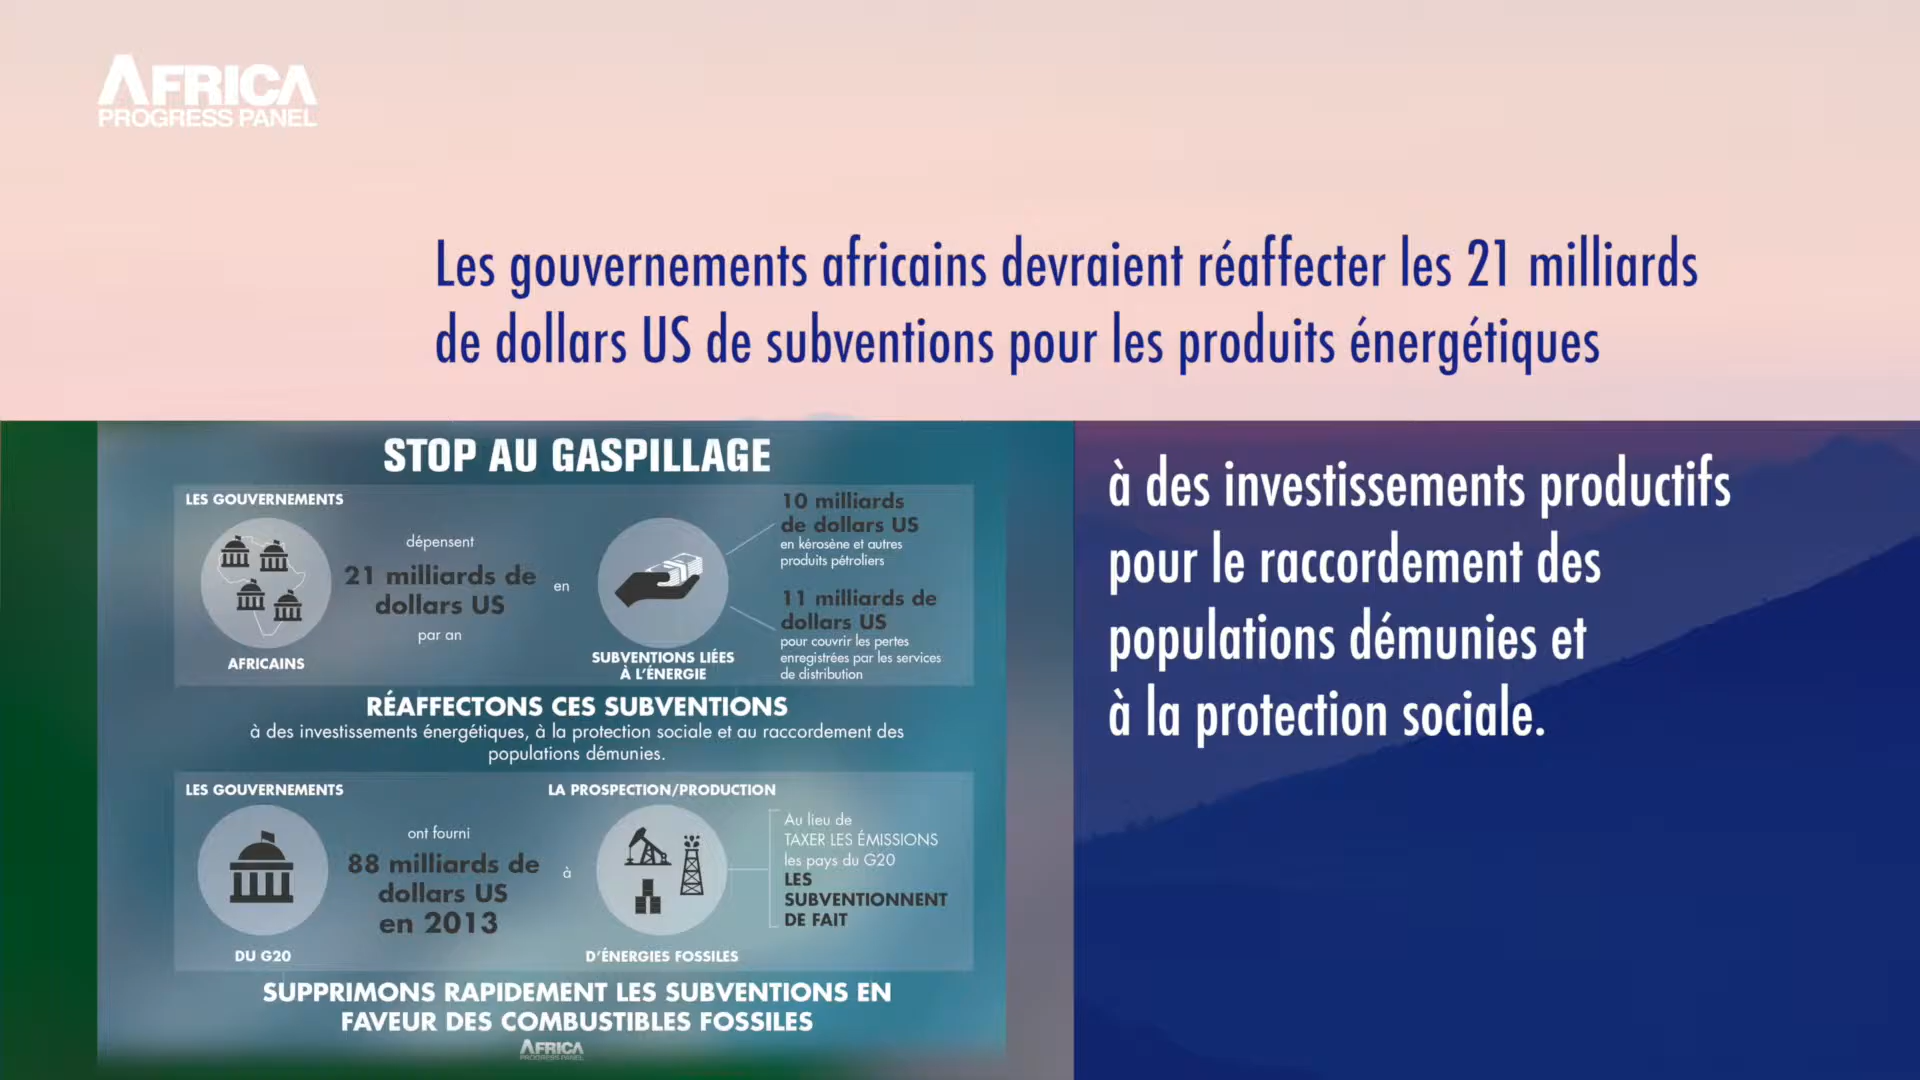 AFRICA
PROGRESS PANEL
Les gouvernements africains devraient réaffecter les 21 milliards
de dollars US de subventions pour les produits énergétiques
à des investissements productifs
pour le raccordement des
populations démunies et
à la protection sociale.
STOP AU GASPILLAGE
LES GOUVERNEMENTS
AFRICAINS
dépensent
21 milliards de
dollars US
par an
en
SUBVENTIONS LIÉES
À L'ÉNERGIE
10 milliards
de dollars US
en kérosène et autres
produits pétroliers
11 milliards de
dollars US
pour couvrir les pertes
enregistrées par les services
de distribution
RÉAFFECTONS CES SUBVENTIONS
à des investissements énergétiques, à la protection sociale et au raccordement des
populations démunies.
LES GOUVERNEMENTS
DU G20
ont fourni
88 milliards de
dollars US
en 2013
à
LA PROSPECTION/PRODUCTION
D'ÉNERGIES FOSSILES
Au lieu de
TAXER LES ÉMISSIONS
les pays du G20
LES
SUBVENTIONNENT
DE FAIT
SUPPRIMONS RAPIDEMENT LES SUBVENTIONS EN
FAVEUR DES COMBUSTIBLES FOSSILES
AFRICA
PROGRESS PANEL